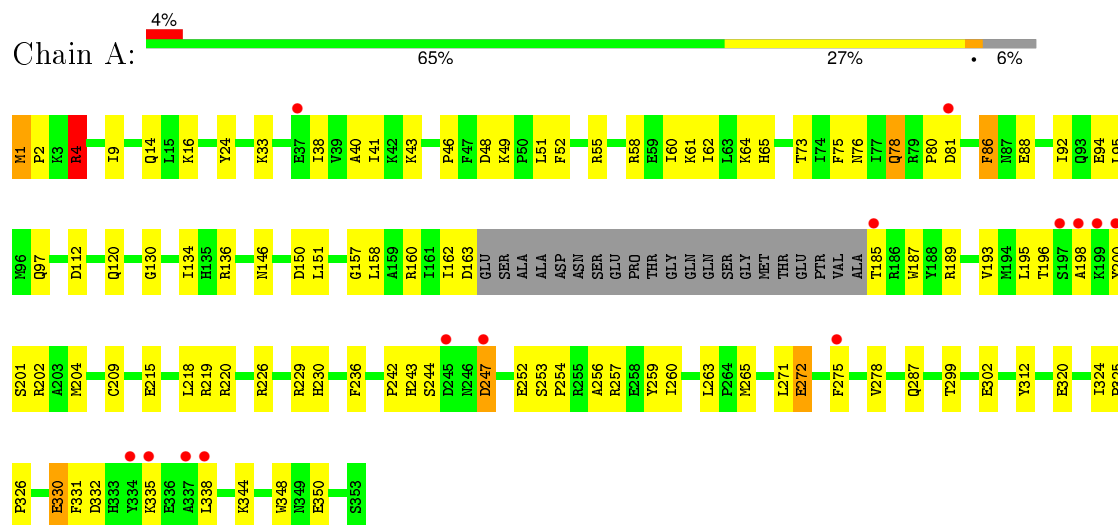 4%
Chain A:
65% 27% • 6%
M1 P2 K3 R4 I9 Q14 L15 K16 Y24 K33 E37 I38 V39 A40 I41 K42 K43 P46 F47 D48 K49 P50 L51 F52 R55 R58 E59 I60 K61 I62 L63 K64 H65 T73 I74 F75 N76 I77 Q78 R79 P80 D81 F86 N87 E88 I92 Q93 E94 L95
M96 Q97 D112 Q120 G130 I134 H135 R136 N146 D150 L151 G157 L158 A159 R160 I161 I162 D163 GLU SER ALA ALA ASP ASN SER GLU PRO THR GLY GLN GLN SER GLY MET THR GLU PTR VAL ALA T185 R186 W187 Y188 R189 V193 M194 L195 T196 S197 A198 K199 Y200
S201 R202 A203 M204 C209 E215 L218 R219 R220 R226 R229 H230 F236 P242 H243 S244 D245 N246 D247 E252 S253 P254 R255 A256 R257 E258 Y259 I260 L263 P264 M265 L271 E272 F275 V278 Q287 T299 E302 Y312 E320 I324 P325
P326 E330 F331 D332 H333 Y334 K335 E336 A337 L338 K344 W348 N349 E350 S353